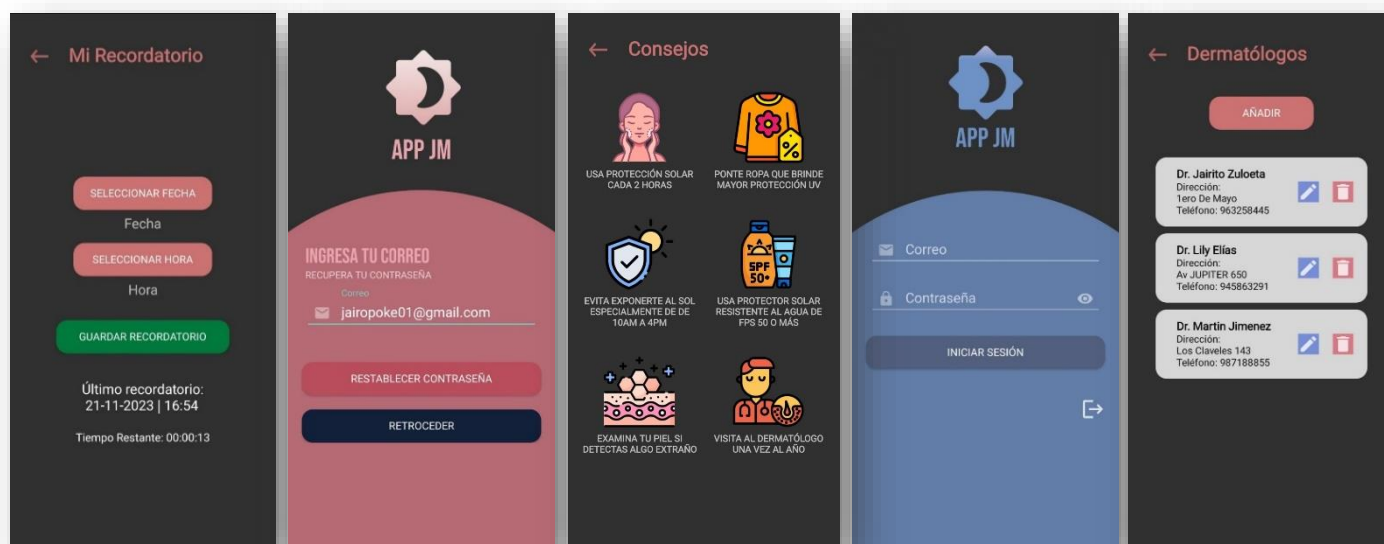 Mi Recordatorio
SELECCIONAR FECHA
Fecha
SELECCIONAR HORA
Hora
GUARDAR RECORDATORIO
Último recordatorio:
21-11-2023 | 16:54
Tiempo Restante: 00:00:13
APP JM
INGRESA TU CORREO
RECUPERA TU CONTRASEÑA
Correo
jairopoke01@gmail.com
RESTABLECER CONTRASEÑA
RETROCEDER
Consejos
USA PROTECCIÓN SOLAR
CADA 2 HORAS
%
PONTE ROPA QUE BRINDE
MAYOR PROTECCIÓN UV
EVITA EXPONERTE AL SOL
ESPECIALMENTE DE DE
10AM A 4PM
SPF
50+
USA PROTECTOR SOLAR
RESISTENTE AL AGUA DE
FPS 50 O MÁS
EXAMINA TU PIEL SI
DETECTAS ALGO EXTRAÑO
VISITA AL DERMATÓLOGO
UNA VEZ AL AÑO
APP JM
Correo
Contraseña
INICIAR SESIÓN
Dermatólogos
AÑADIR
Dr. Jairito Zuloeta
Dirección:
1ero De Mayo
Teléfono: 963258445
Dr. Lily Elías
Dirección:
Av JUPITER 650
Teléfono: 945863291
Dr. Martin Jimenez
Dirección:
Los Claveles 143
Teléfono: 987188855